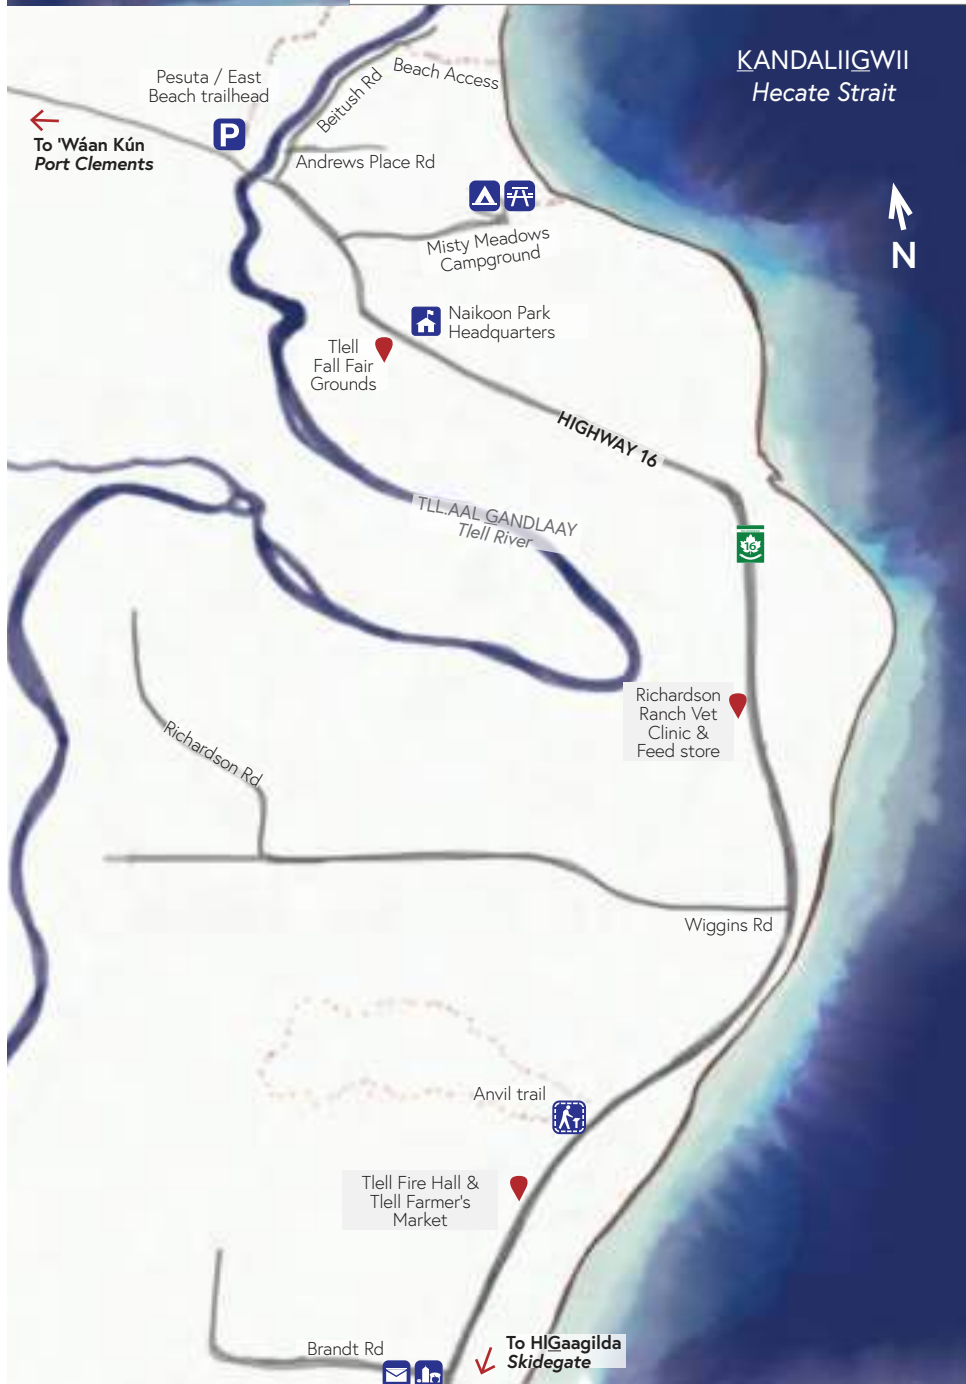 KANDALIIGWII
Hecate Strait
Pesuta / East
Beach trailhead
P
Beitush Rd
Beach Access
To 'Wáan Kún
Port Clements
Andrews Place Rd
N
Misty Meadows
Campground
Naikoon Park
Headquarters
Tlell
Fall Fair
Grounds
HIGHWAY 16
TLL.AAL GANDLAAY
Tlell River
16
Richardson
Ranch Vet
Clinic &
Feed store
Richardson Rd
Wiggins Rd
Anvil trail
Tlell Fire Hall &
Tlell Farmer's
Market
Brandt Rd
To HlGaagilda
Skidegate